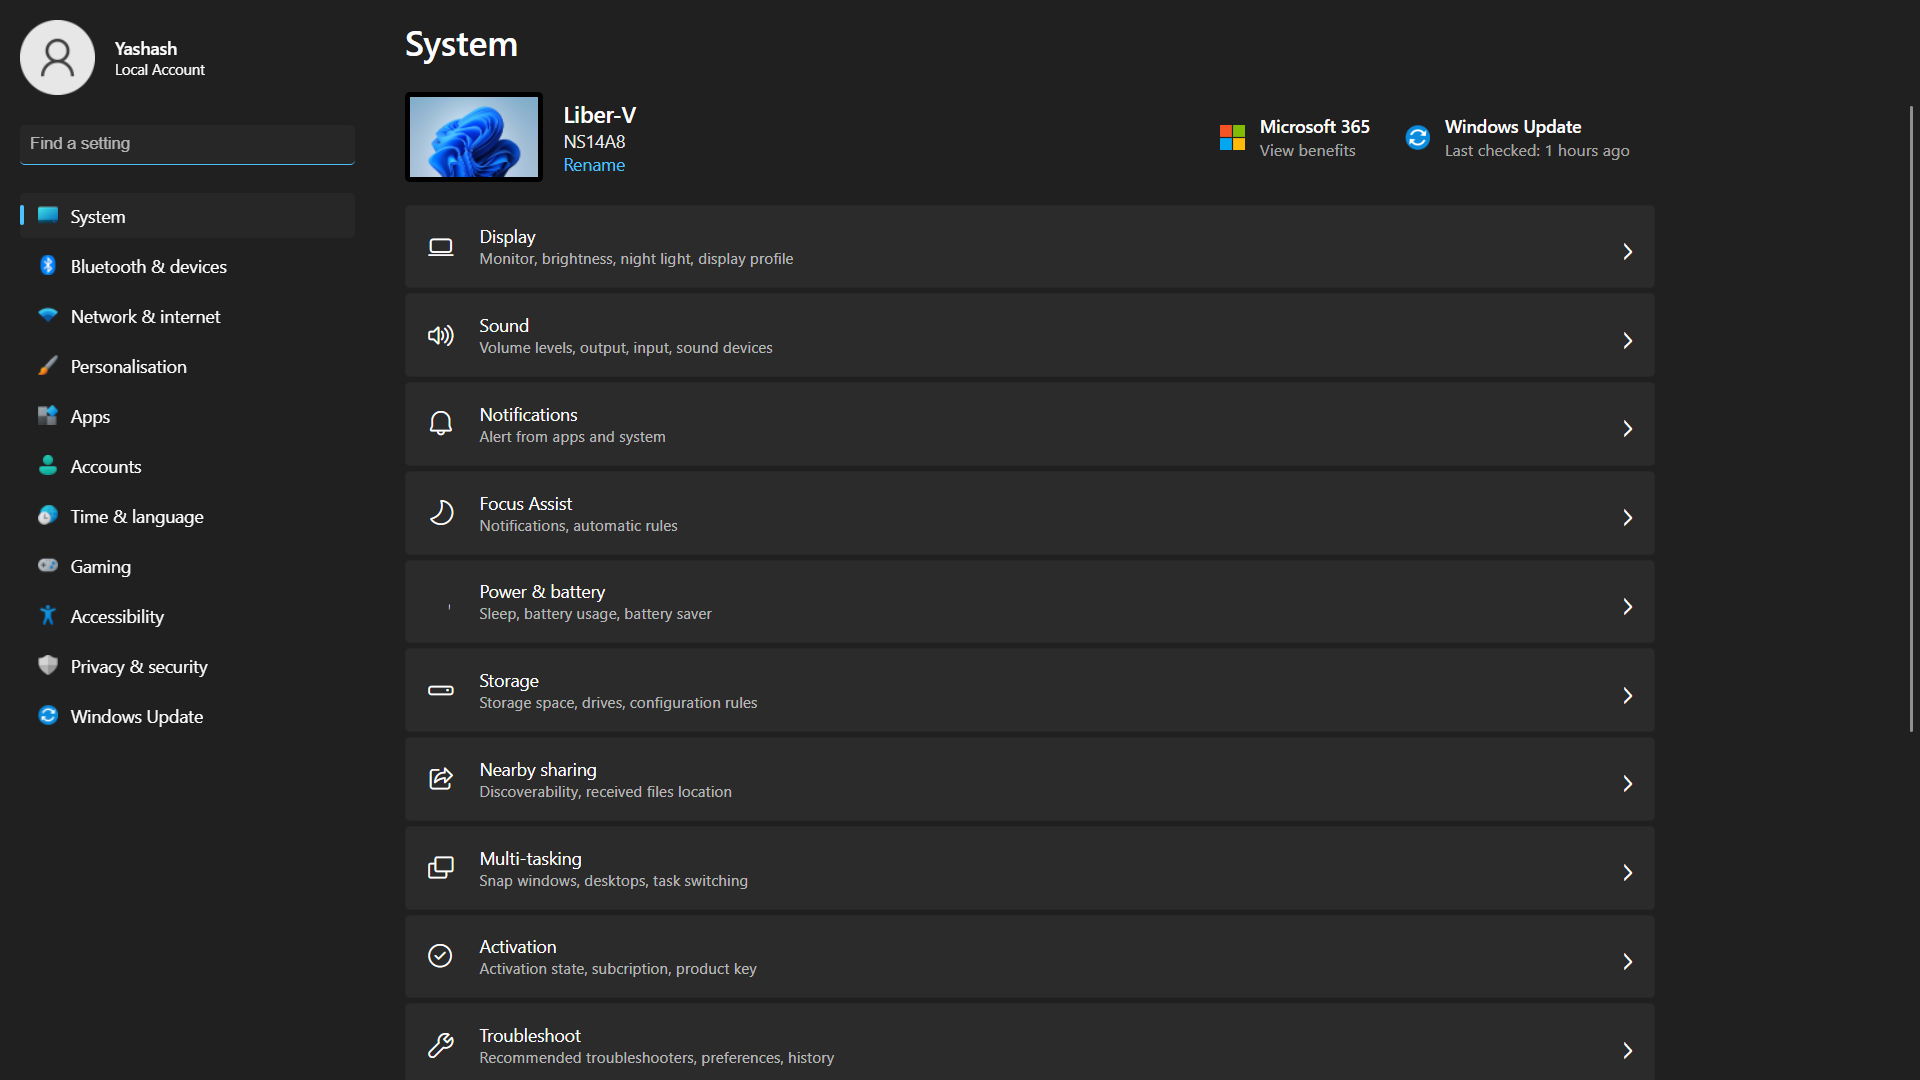 Yashash
Local Account
Find a setting
System
Bluetooth & devices
Network & internet
Personalisation
Apps
Accounts
Time & language
Gaming
Accessibility
Privacy & security
Windows Update
System
Liber-V
NS14A8
Rename
Microsoft 365
View benefits
Windows Update
Last checked: 1 hours ago
Display
Monitor, brightness, night light, display profile
Sound
Volume levels, output, input, sound devices
Notifications
Alert from apps and system
Focus Assist
Notifications, automatic rules
Power & battery
Sleep, battery usage, battery saver
Storage
Storage space, drives, configuration rules
Nearby sharing
Discoverability, received files location
Multi-tasking
Snap windows, desktops, task switching
Activation
Activation state, subcription, product key
Troubleshoot
Recommended troubleshooters, preferences, history